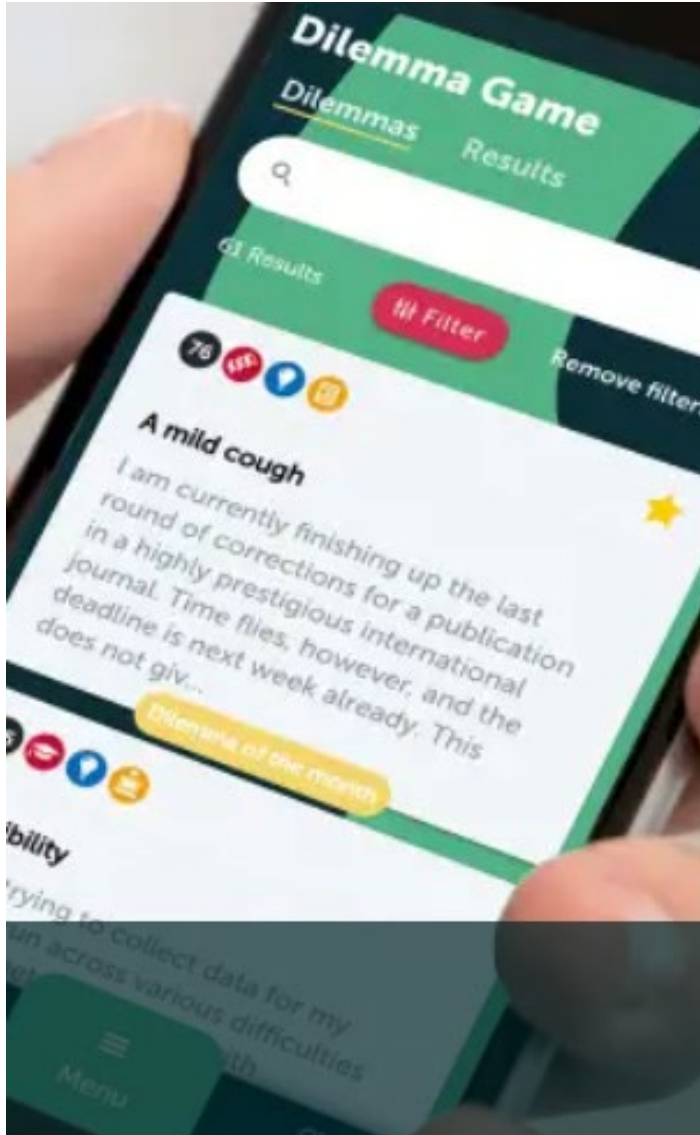 Dilemma Game
Dilemmas
Results
61 Results
Filter
Remove filter
76
A mild cough
I am currently finishing up the last
round of corrections for a publication
in a highly prestigious international
journal. Time flies, however, and the
deadline is next week already. This
does not giv...
Dilemma of the month
ibility
rying to collect data for my
un across various difficulties
ith
Menu